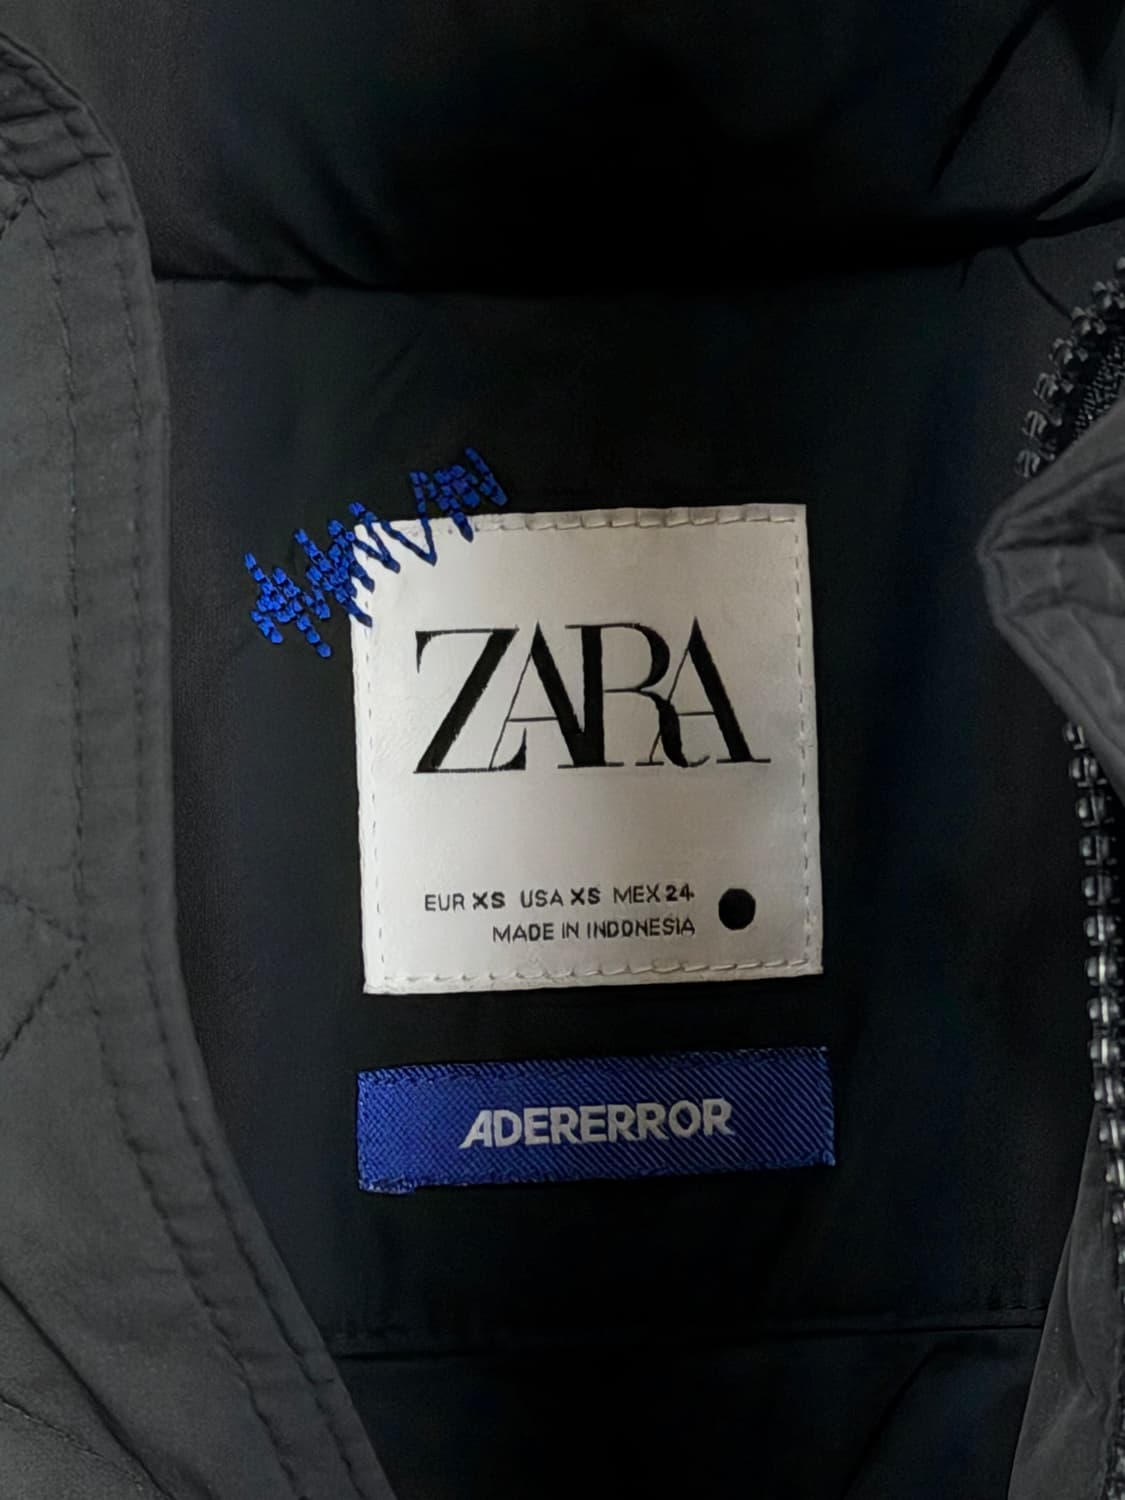 ZARA
EUR XS USA XS MEX 24
MADE IN INDONESIA
ADERERROR